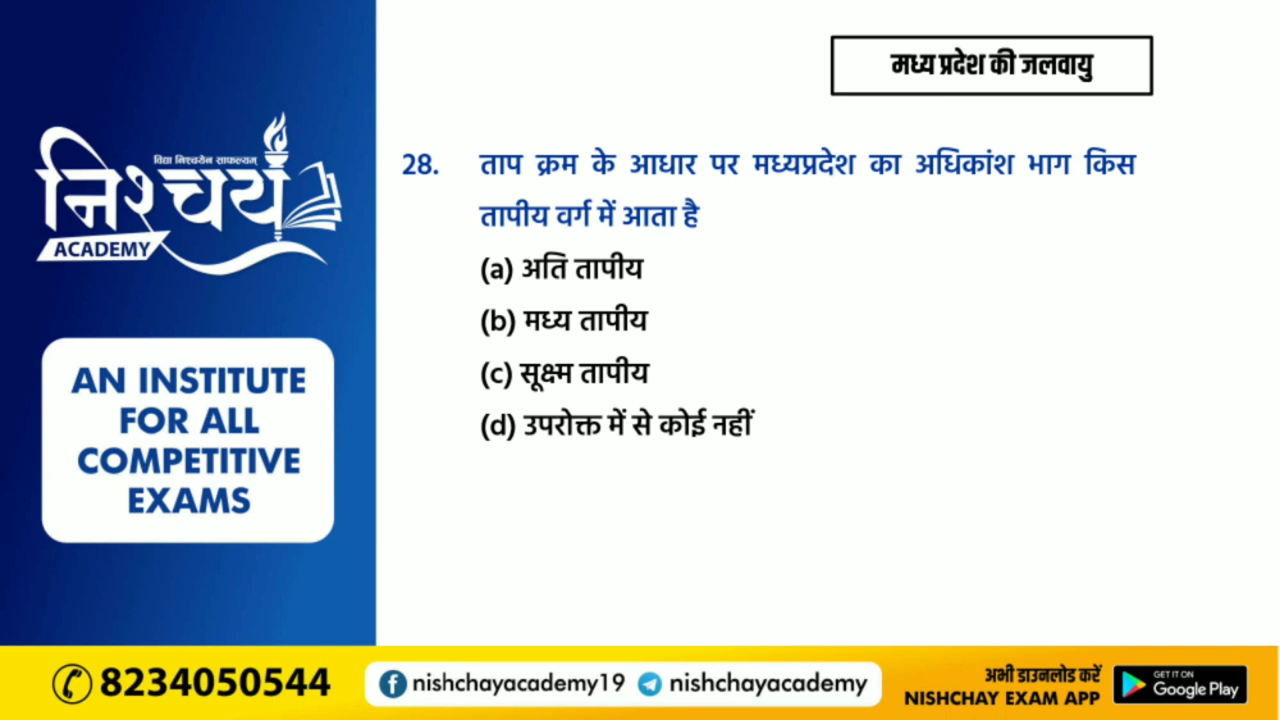 मध्य प्रदेश की जलवायु
विद्या निश्चयेन साफल्यम्
निश्चय
ACADEMY
AN INSTITUTE
FOR ALL
COMPETITIVE
EXAMS
28. ताप क्रम के आधार पर मध्यप्रदेश का अधिकांश भाग किस
तापीय वर्ग में आता है
(a) अति तापीय
(b) मध्य तापीय
(c) सूक्ष्म तापीय
(d) उपरोक्त में से कोई नहीं
8234050544
nishchayacademy19 nishchayacademy
अभी डाउनलोड करें
NISHCHAY EXAM APP
GET IT ON
Google Play